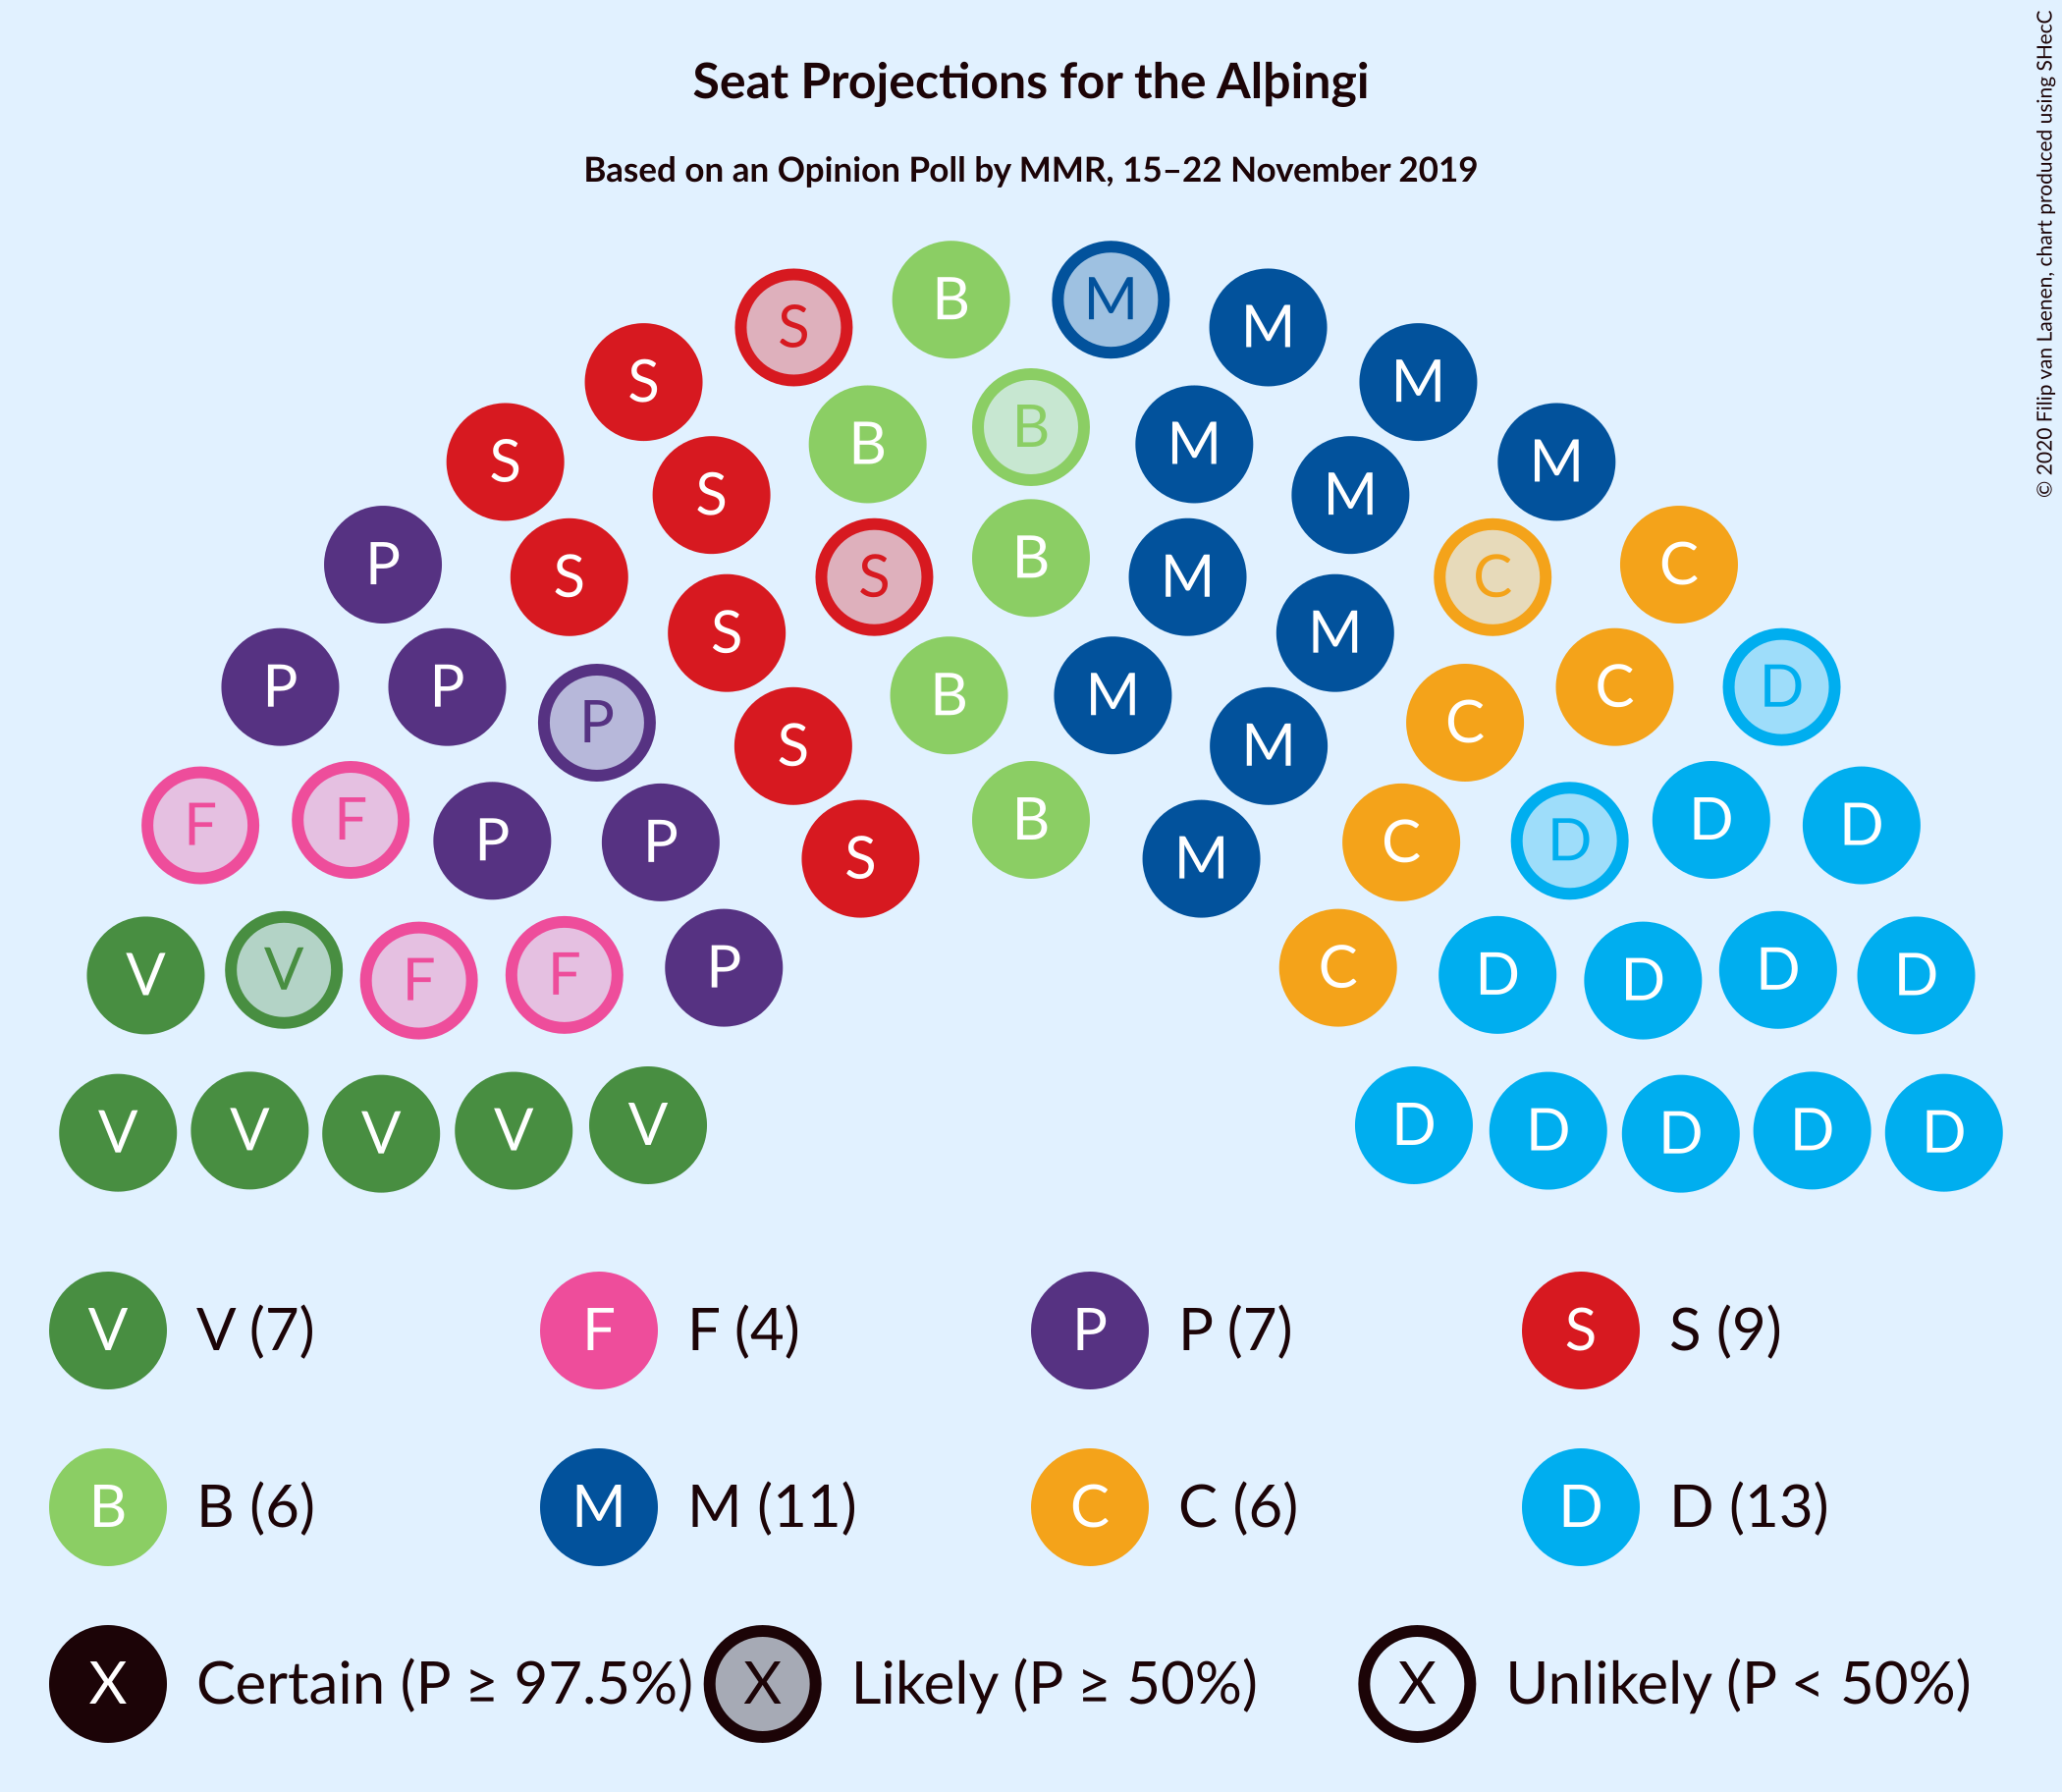 Seat Projections for the Alþingi
Based on an Opinion Poll by MMR, 15–22 November 2019
© 2020 Filip van Laenen, chart produced using SHecC
B M
S M
S M
B B M
S M
S M
P B C
S S M C
S M
P P B M C D
P C
S M
F F D D
P P C D
S B M
V V F F P C D D D D
V V V V V D D D D D
V V (7) F F (4) P P (7) S S (9)
B B (6) M M (11) C C (6) D D (13)
X Certain (P ≥ 97.5%) X Likely (P ≥ 50%) X Unlikely (P < 50%)